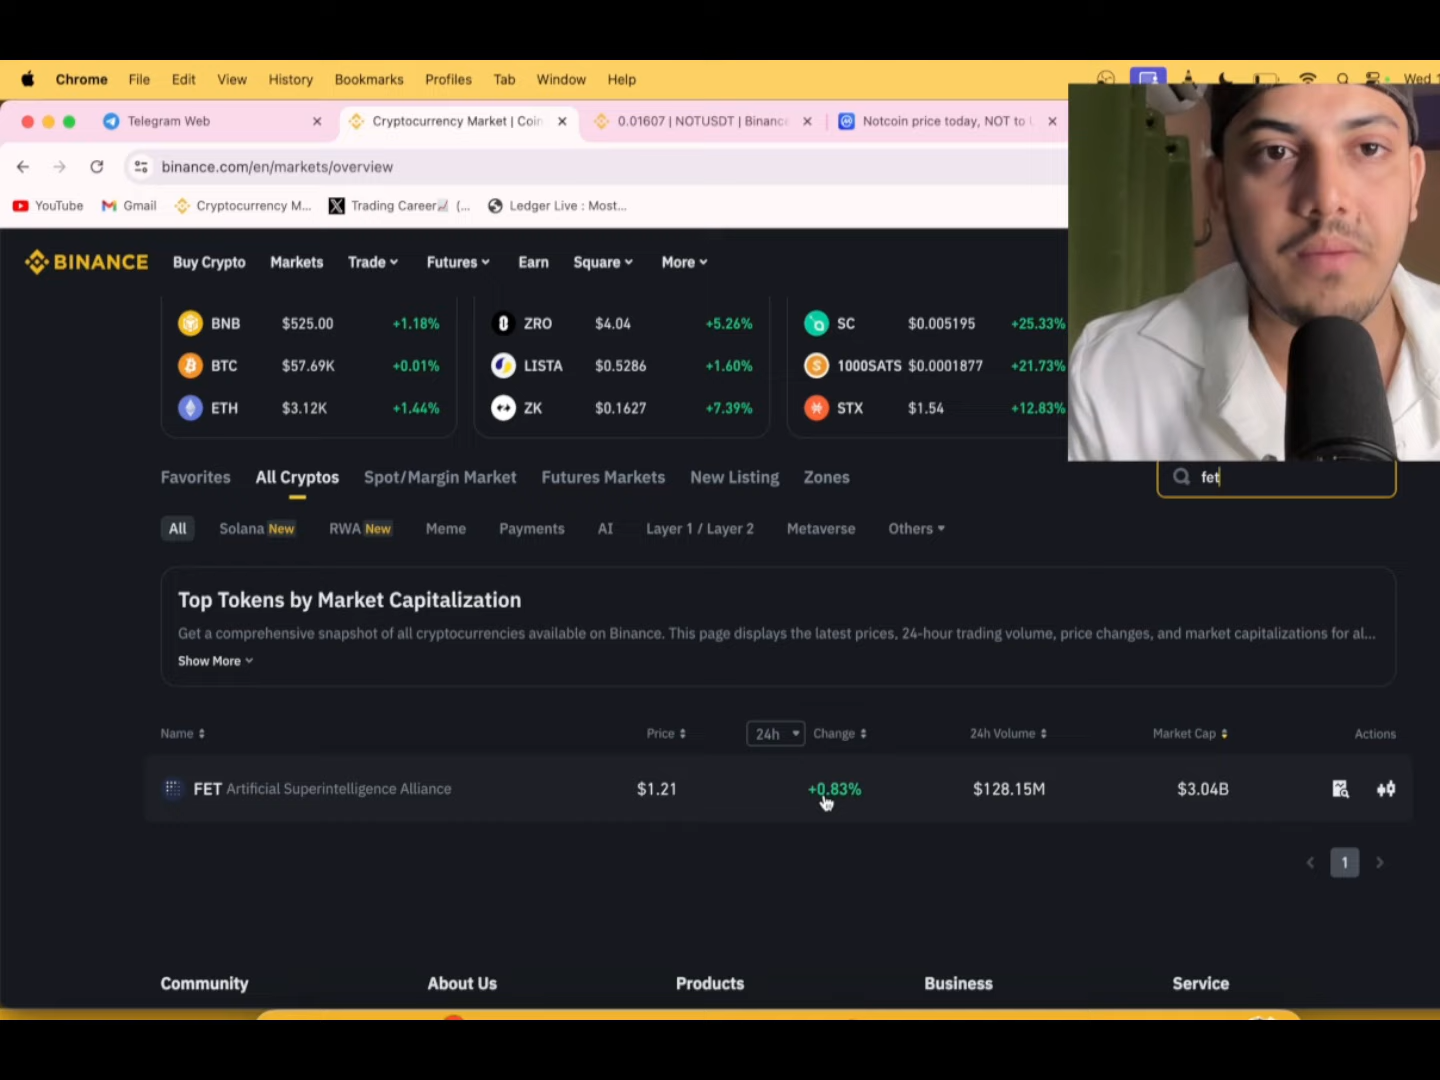 Chrome File Edit View History Bookmarks Profiles Tab Window Help Wed
Telegram Web
Cryptocurrency Market | Coin
0.01607 | NOTUSDT | Binance
Notcoin price today, NOT to
binance.com/en/markets/overview
YouTube Gmail Cryptocurrency M... Trading Career (... Ledger Live : Most...
BINANCE Buy Crypto Markets Trade Futures Earn Square More
BNB $525.00 +1.18% ZRO $4.04 +5.26% SC $0.005195 +25.33%
BTC $57.69K +0.01% LISTA $0.5286 +1.60% 1000SATS $0.0001877 +21.73%
ETH $3.12K +1.44% ZK $0.1627 +7.39% STX $1.54 +12.83%
Favorites All Cryptos Spot/Margin Market Futures Markets New Listing Zones fet
All Solana New RWA New Meme Payments AI Layer 1 / Layer 2 Metaverse Others
Top Tokens by Market Capitalization
Get a comprehensive snapshot of all cryptocurrencies available on Binance. This page displays the latest prices, 24-hour trading volume, price changes, and market capitalizations for al...
Show More
Name Price 24h Change 24h Volume Market Cap Actions
FET Artificial Superintelligence Alliance $1.21 +0.83% $128.15M $3.04B
1
Community About Us Products Business Service